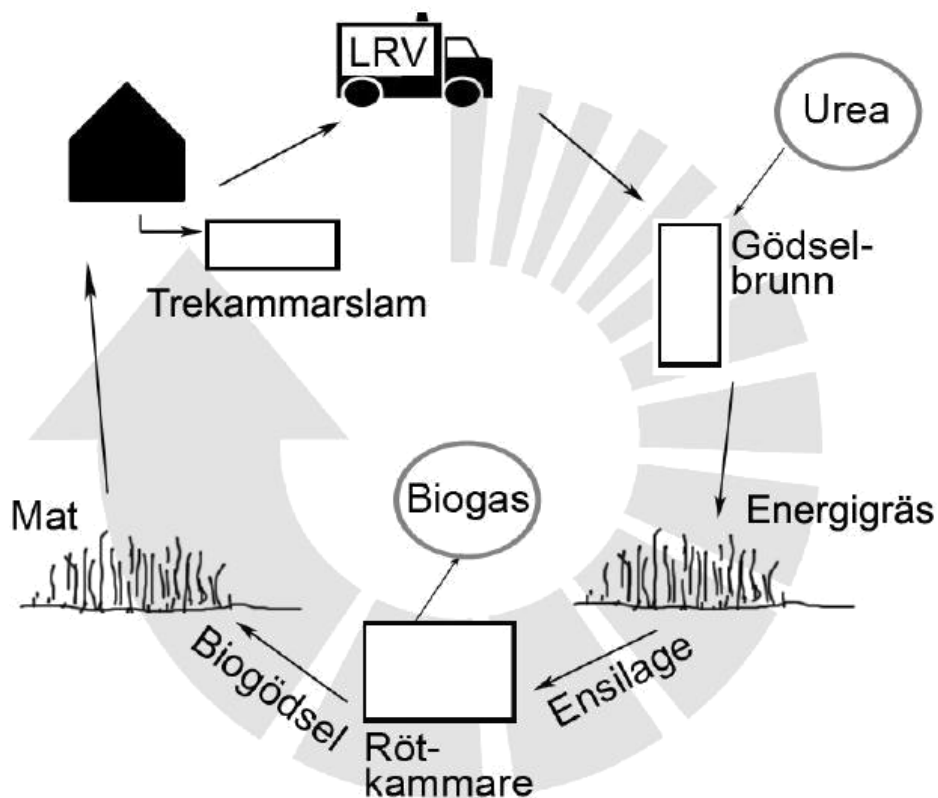 LRV
Urea
Gödsel-
brunn
Trekammarslam
Biogas
Mat
Energigräs
Biogödsel
Ensilage
Röt-
kammare